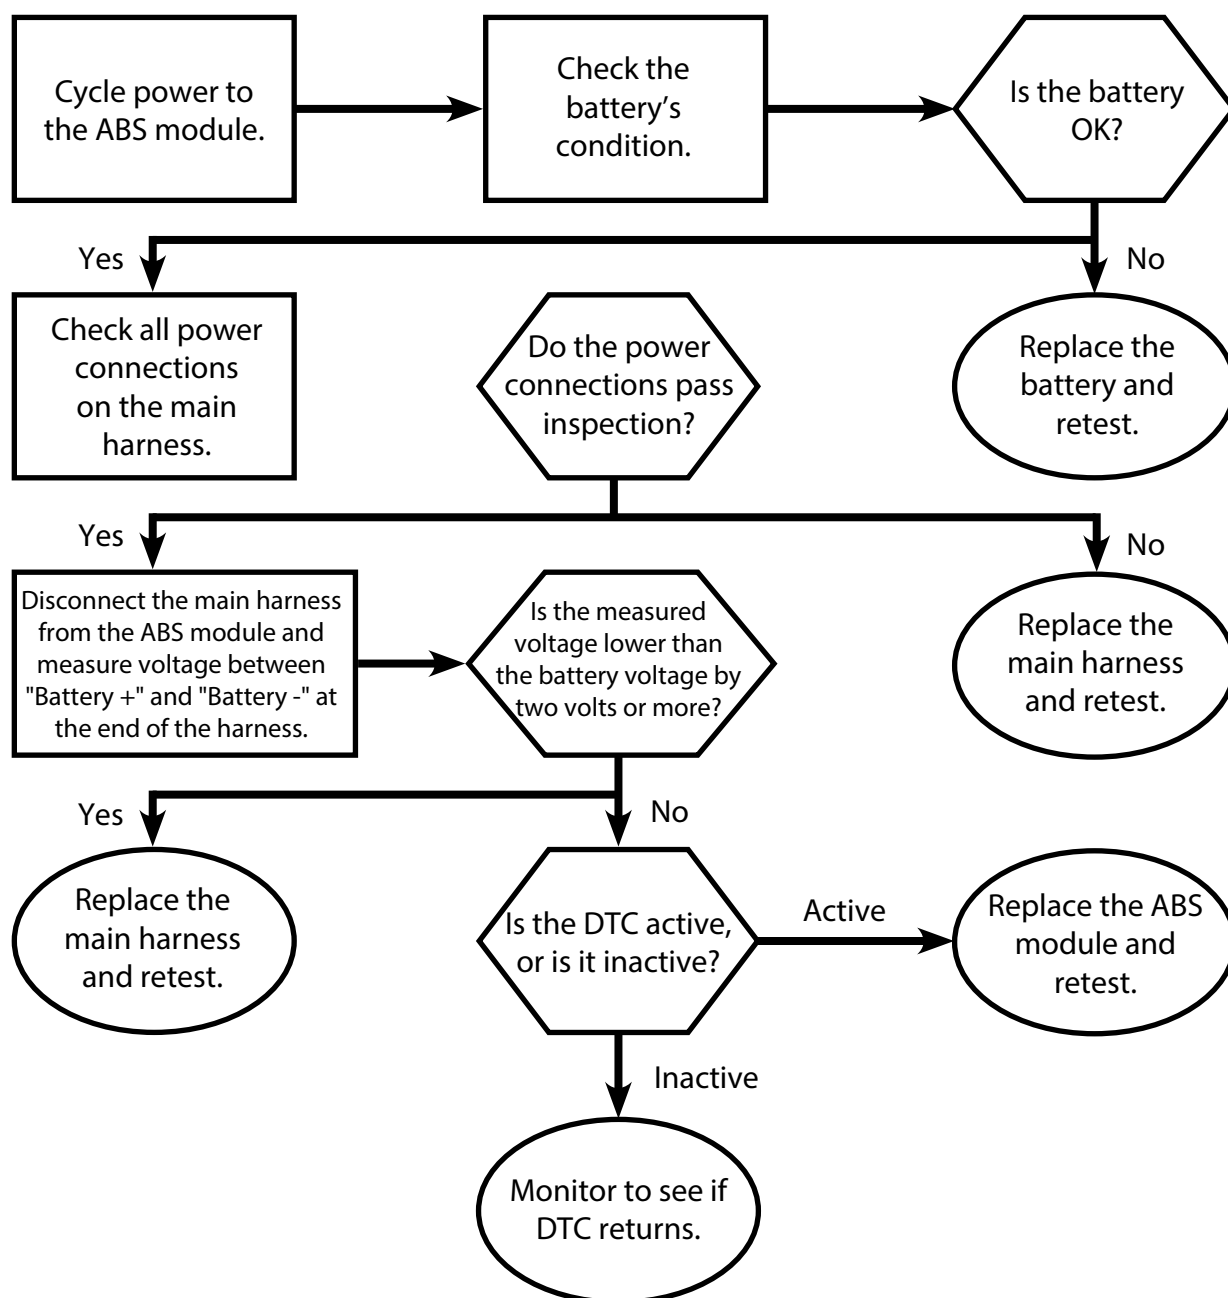 Cycle power to
the ABS module.
Check the
battery’s
condition.
Is the battery
OK?
Yes
No
Check all power
connections
on the main
harness.
Do the power
connections pass
inspection?
Replace the
battery and
retest.
Yes
No
Disconnect the main harness
from the ABS module and
measure voltage between
"Battery +" and "Battery -" at
the end of the harness.
Is the measured
voltage lower than
the battery voltage by
two volts or more?
Replace the
main harness
and retest.
Yes
No
Replace the
main harness
and retest.
Is the DTC active,
or is it inactive?
Active
Replace the ABS
module and
retest.
Inactive
Monitor to see if
DTC returns.